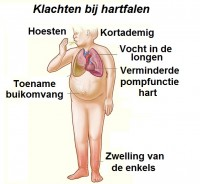 Klachten bij hartfalen
Hoesten
Kortademig
Vocht in de
longen
Verminderde
pompfunctie
hart
Toename
buikomvang
Zwelling van
de enkels